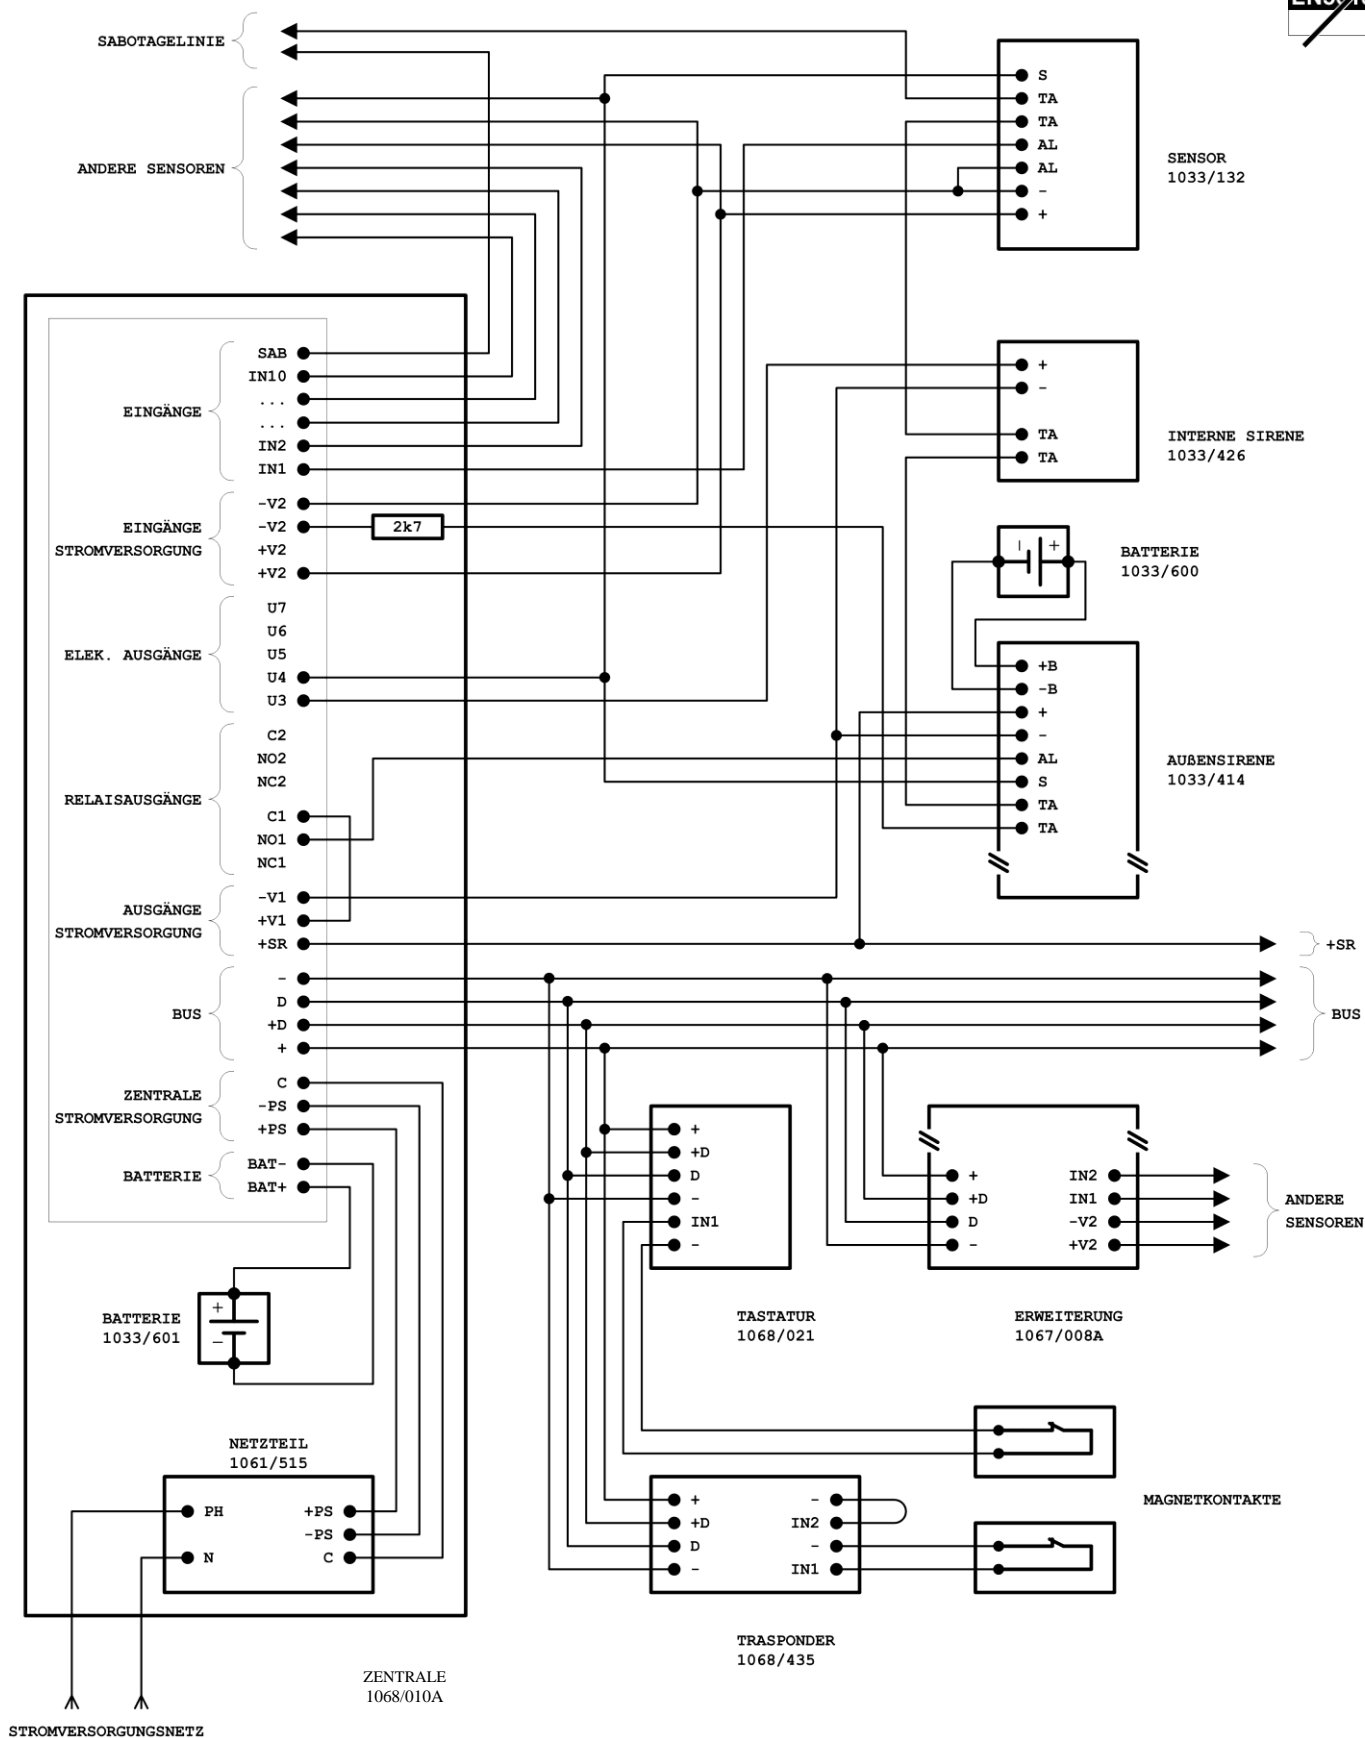 SABOTAGELINIE
ANDERE SENSOREN
S
TA
TA
AL
AL
-
+
SENSOR
1033/132
EINGÄNGE
SAB
IN10
...
...
IN2
IN1
+
-
TA
TA
INTERNE SIRENE
1033/426
EINGÄNGE
STROMVERSORGUNG
-V2
-V2
+V2
+V2
2k7
- +
BATTERIE
1033/600
ELEK. AUSGÄNGE
U7
U6
U5
U4
U3
+B
-B
+
-
AL
S
TA
TA
AUßENSIRENE
1033/414
RELAISAUSGÄNGE
C2
NO2
NC2
C1
NO1
NC1
AUSGÄNGE
STROMVERSORGUNG
-V1
+V1
+SR
+SR
BUS
-
D
+D
+
BUS
ZENTRALE
STROMVERSORGUNG
C
-PS
+PS
BATTERIE
BAT-
BAT+
+
+D
D
-
IN1
-
TASTATUR
1068/021
+
+D
D
-
IN2
IN1
-V2
+V2
ERWEITERUNG
1067/008A
ANDERE
SENSOREN
BATTERIE
1033/601
+
-
NETZTEIL
1061/515
PH
N
+PS
-PS
C
+
+D
D
-
-
IN2
-
IN1
MAGNETKONTAKTE
TRASPONDER
1068/435
ZENTRALE
1068/010A
STROMVERSORGUNGSNETZ